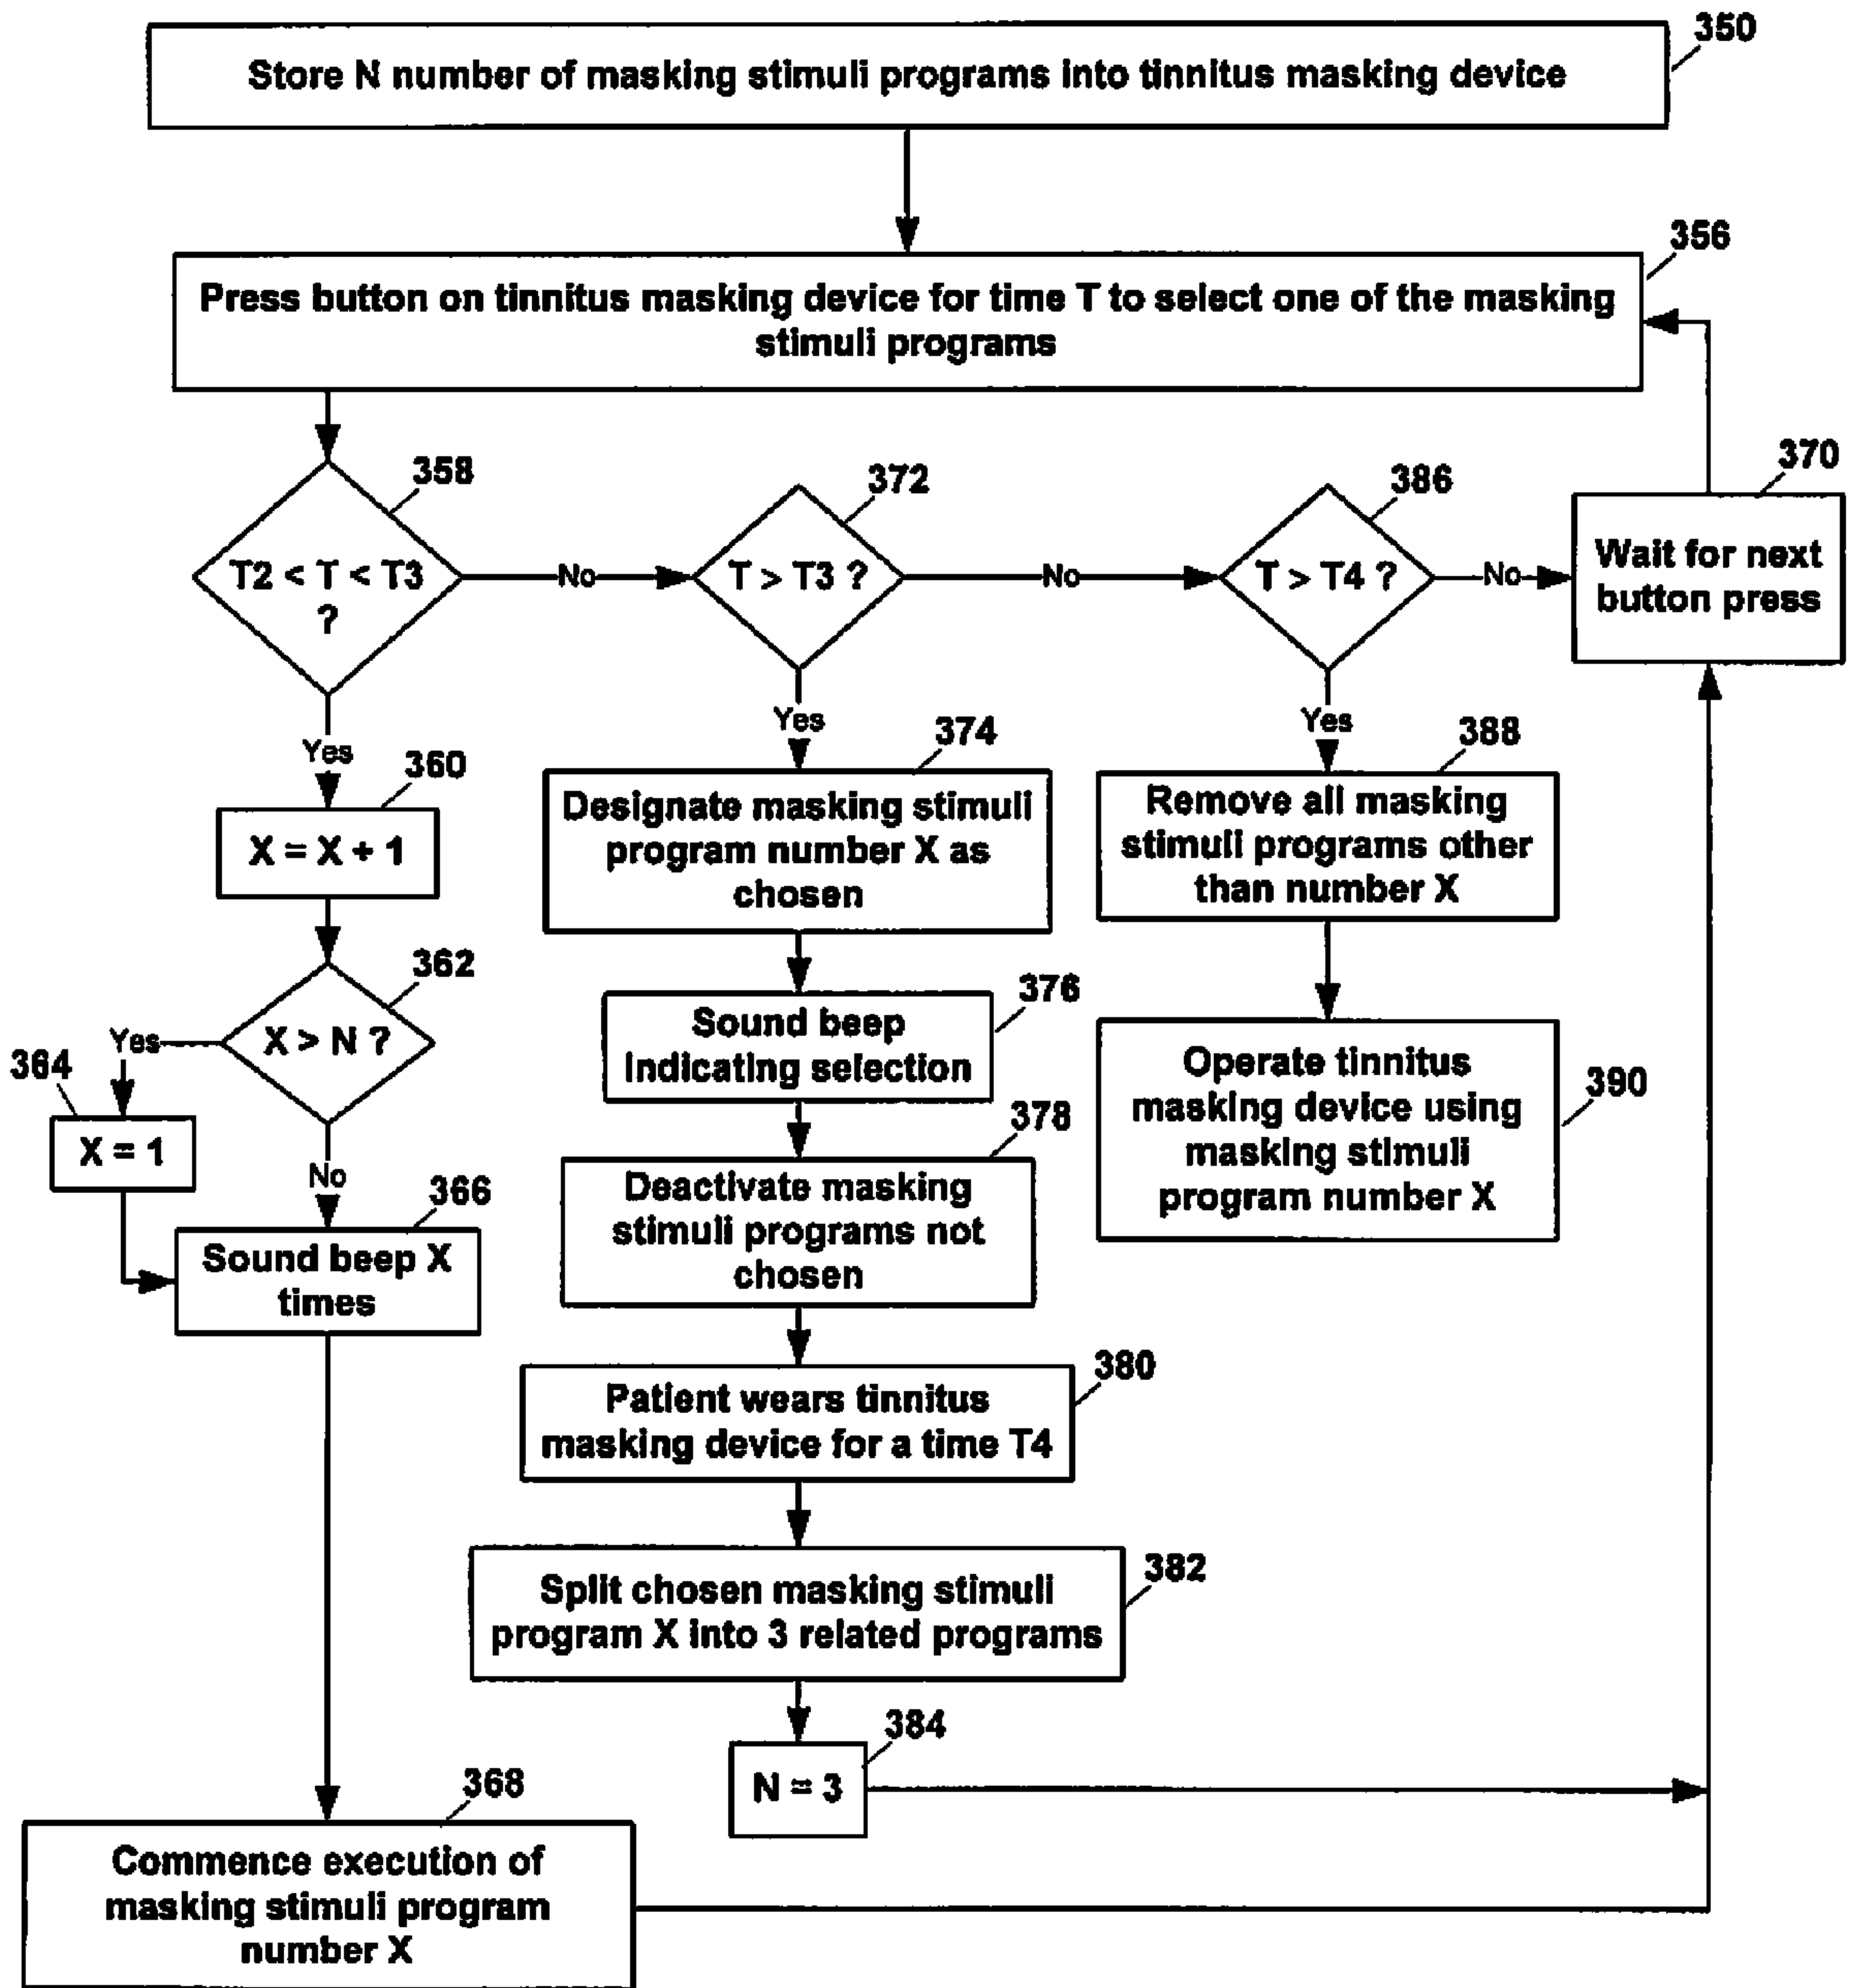 350
Store N number of masking stimuli programs into tinnitus masking device
356
Press button on tinnitus masking device for time T to select one of the masking
stimuli programs
358
T2 < T < T3
?
No
372
T > T3 ?
No
386
T > T4 ?
No
370
Wait for next
button press
Yes
360
X = X + 1
362
X > N ?
Yes
364
X = 1
No
366
Sound beep X
times
368
Commence execution of
masking stimuli program
number X
Yes
374
Designate masking stimuli
program number X as
chosen
376
Sound beep
Indicating selection
378
Deactivate masking
stimuli programs not
chosen
380
Patient wears tinnitus
masking device for a time T4
382
Split chosen masking stimuli
program X into 3 related programs
384
N = 3
Yes
388
Remove all masking
stimuli programs other
than number X
390
Operate tinnitus
masking device using
masking stimuli
program number X